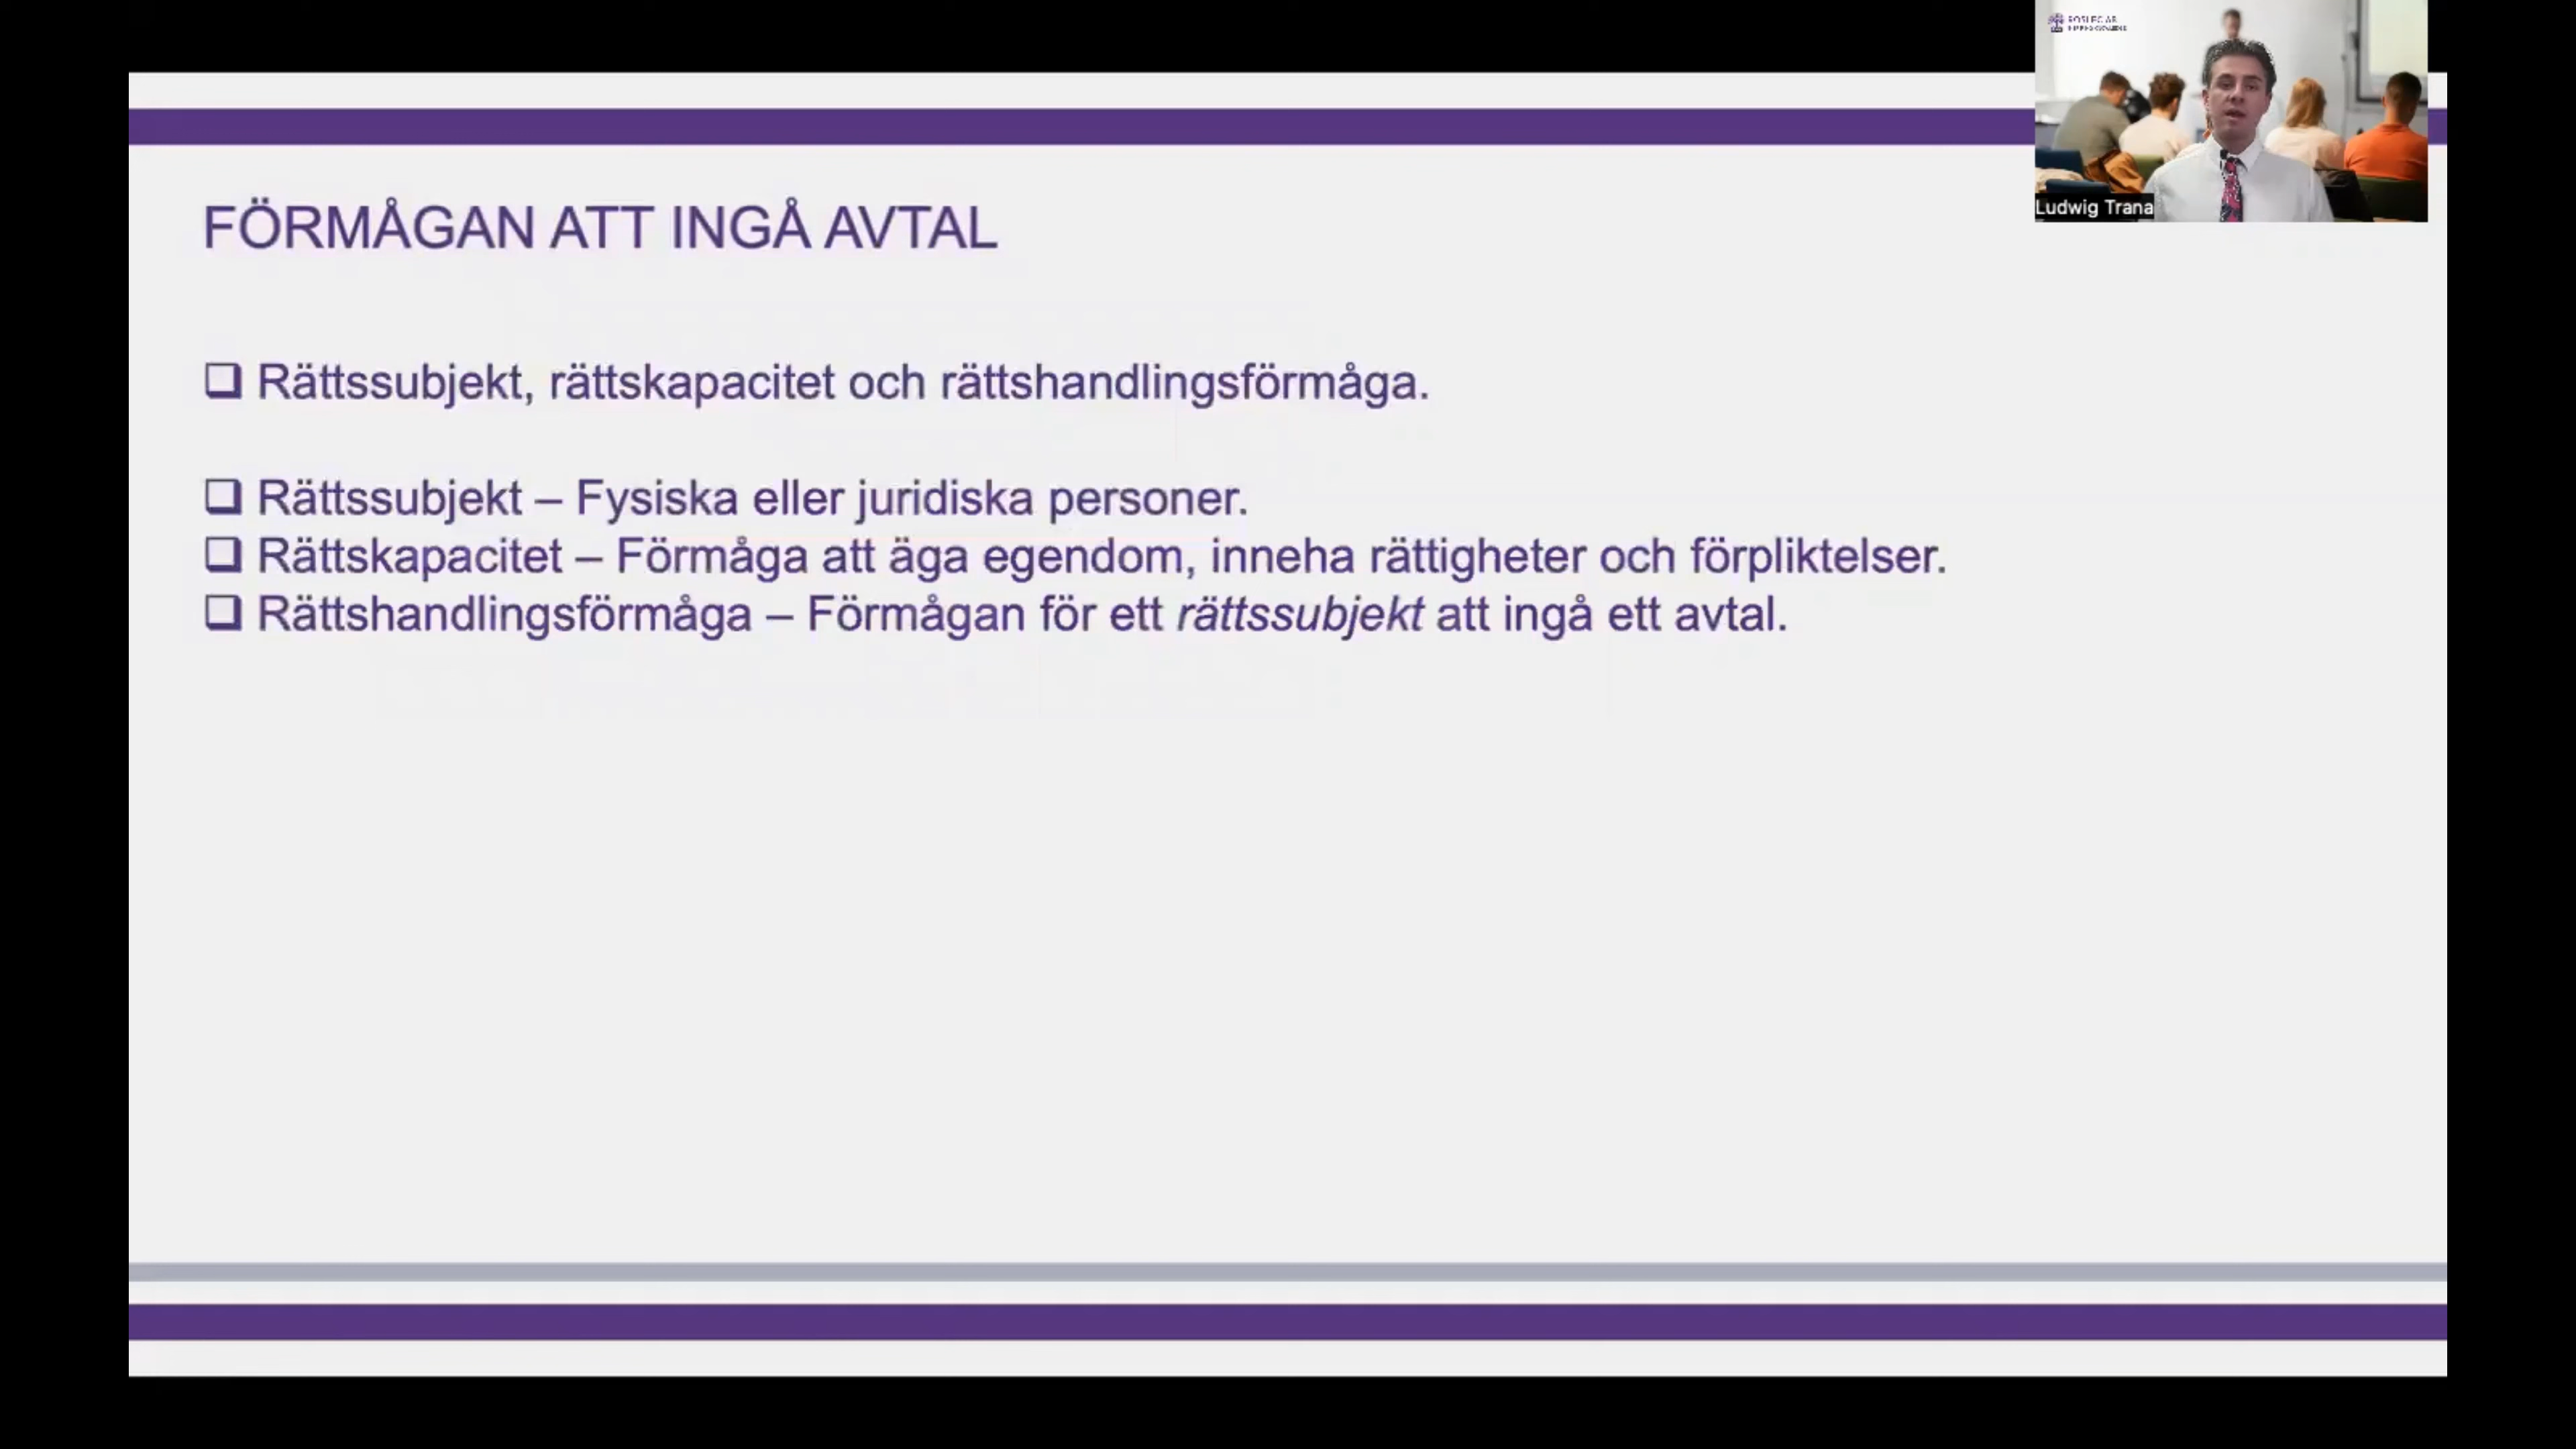 FÖRMÅGAN ATT INGÅ AVTAL
Rättssubjekt, rättskapacitet och rättshandlingsförmåga.
Rättssubjekt – Fysiska eller juridiska personer.
Rättskapacitet – Förmåga att äga egendom, inneha rättigheter och förpliktelser.
Rättshandlingsförmåga – Förmågan för ett rättssubjekt att ingå ett avtal.
Ludwig Trana